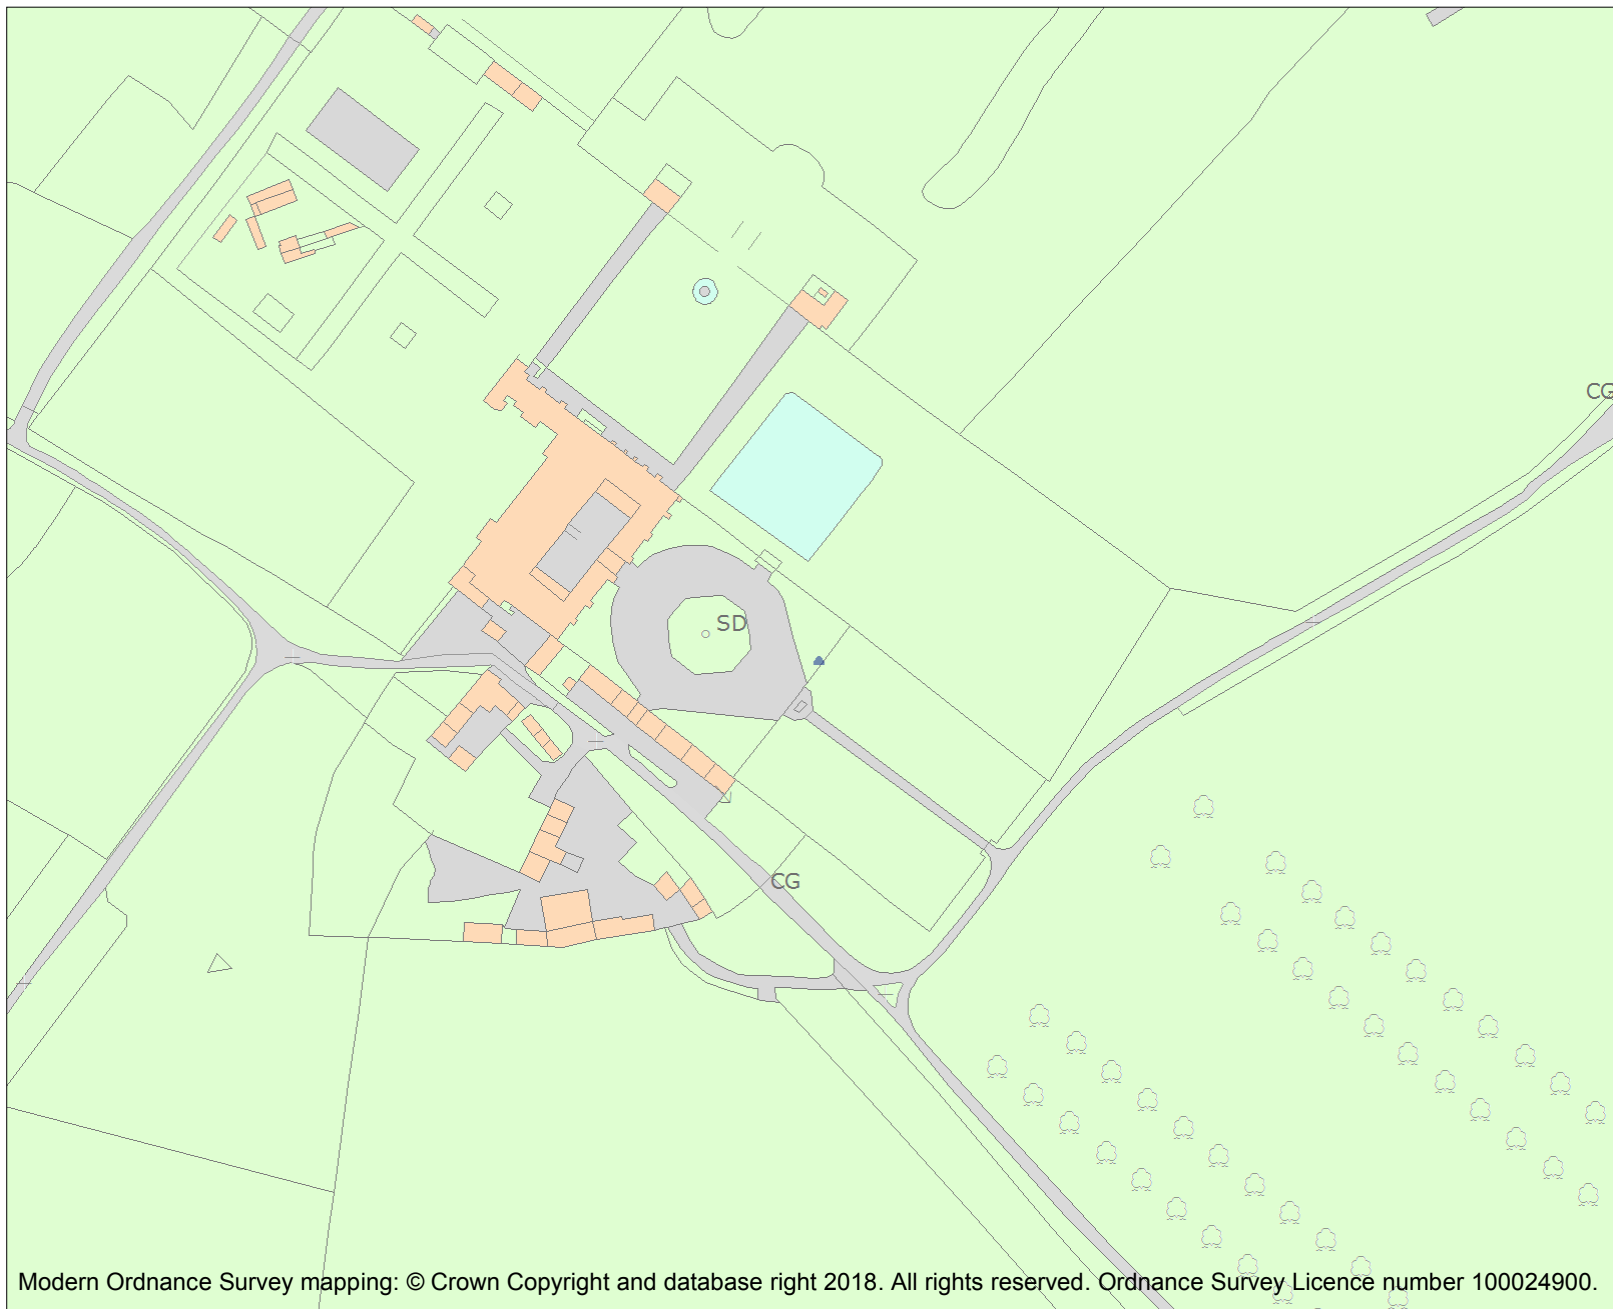 CG
SD
CG
Modern Ordnance Survey mapping: © Crown Copyright and database right 2018. All rights reserved. Ordnance Survey Licence number 100024900.